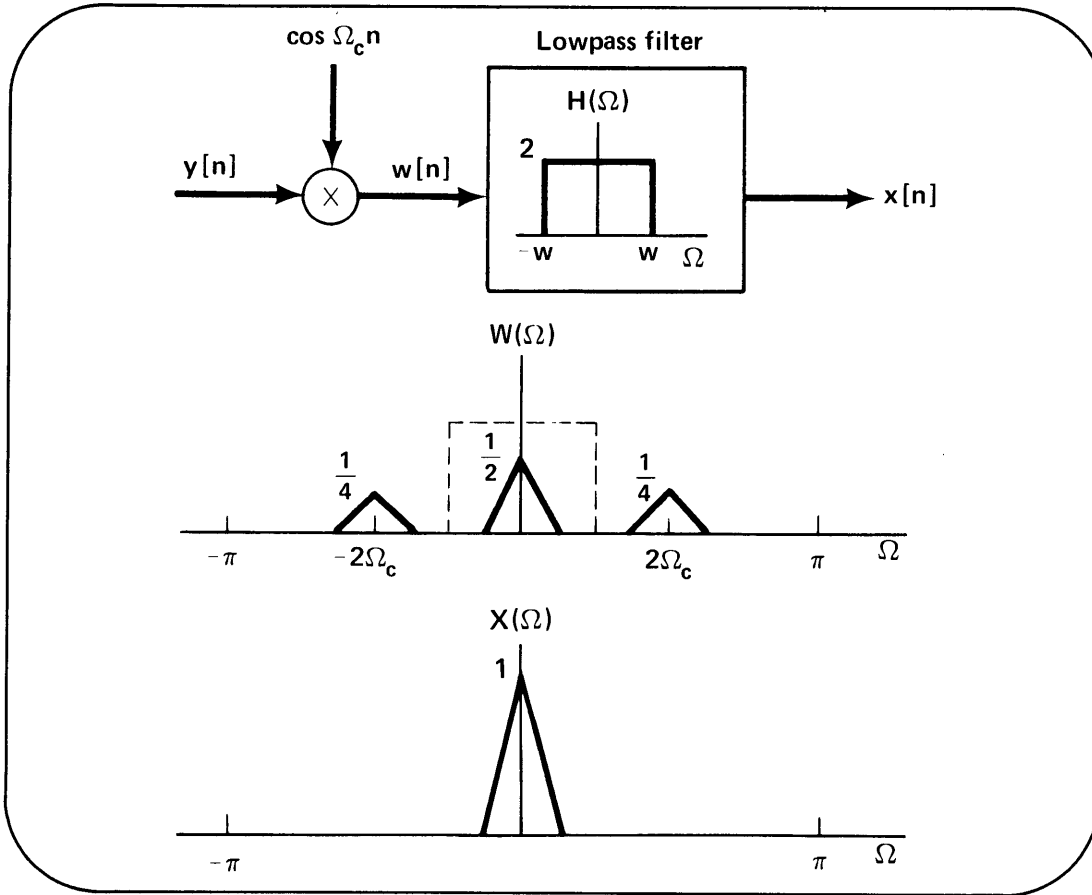 cos Ω_c n
Lowpass filter
H(Ω)
2
y[n]
w[n]
X
x[n]
-w
w
Ω
W(Ω)
1/4
1/2
1/4
-π
-2Ω_c
2Ω_c
π
Ω
X(Ω)
1
-π
π
Ω